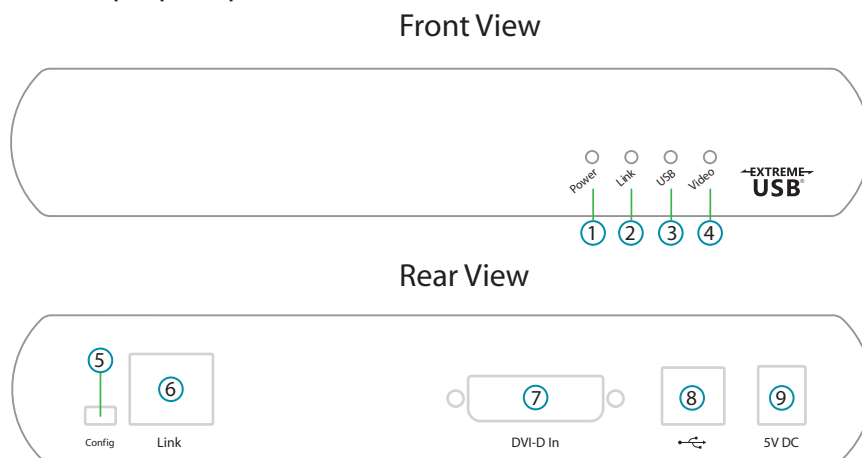 Front View
Power Link USB Video
EXTREME
USB®
1 2 3 4
Rear View
5
6
7
8
9
Config
Link
DVI-D In
5V DC